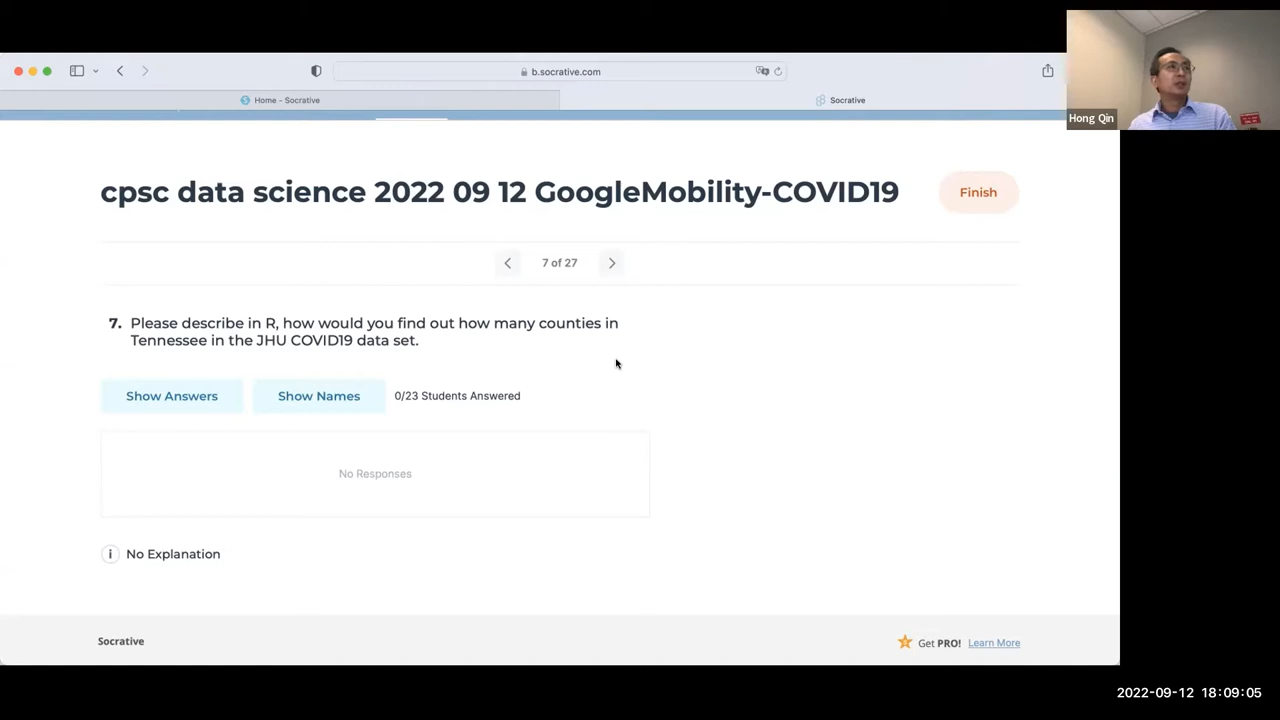 b.socrative.com
Home - Socrative
Socrative
Hong Qin
cpsc data science 2022 09 12 GoogleMobility-COVID19
Finish
7 of 27
7. Please describe in R, how would you find out how many counties in
Tennessee in the JHU COVID19 data set.
Show Answers
Show Names
0/23 Students Answered
No Responses
i No Explanation
Socrative
Get PRO! Learn More
2022-09-12 18:09:05